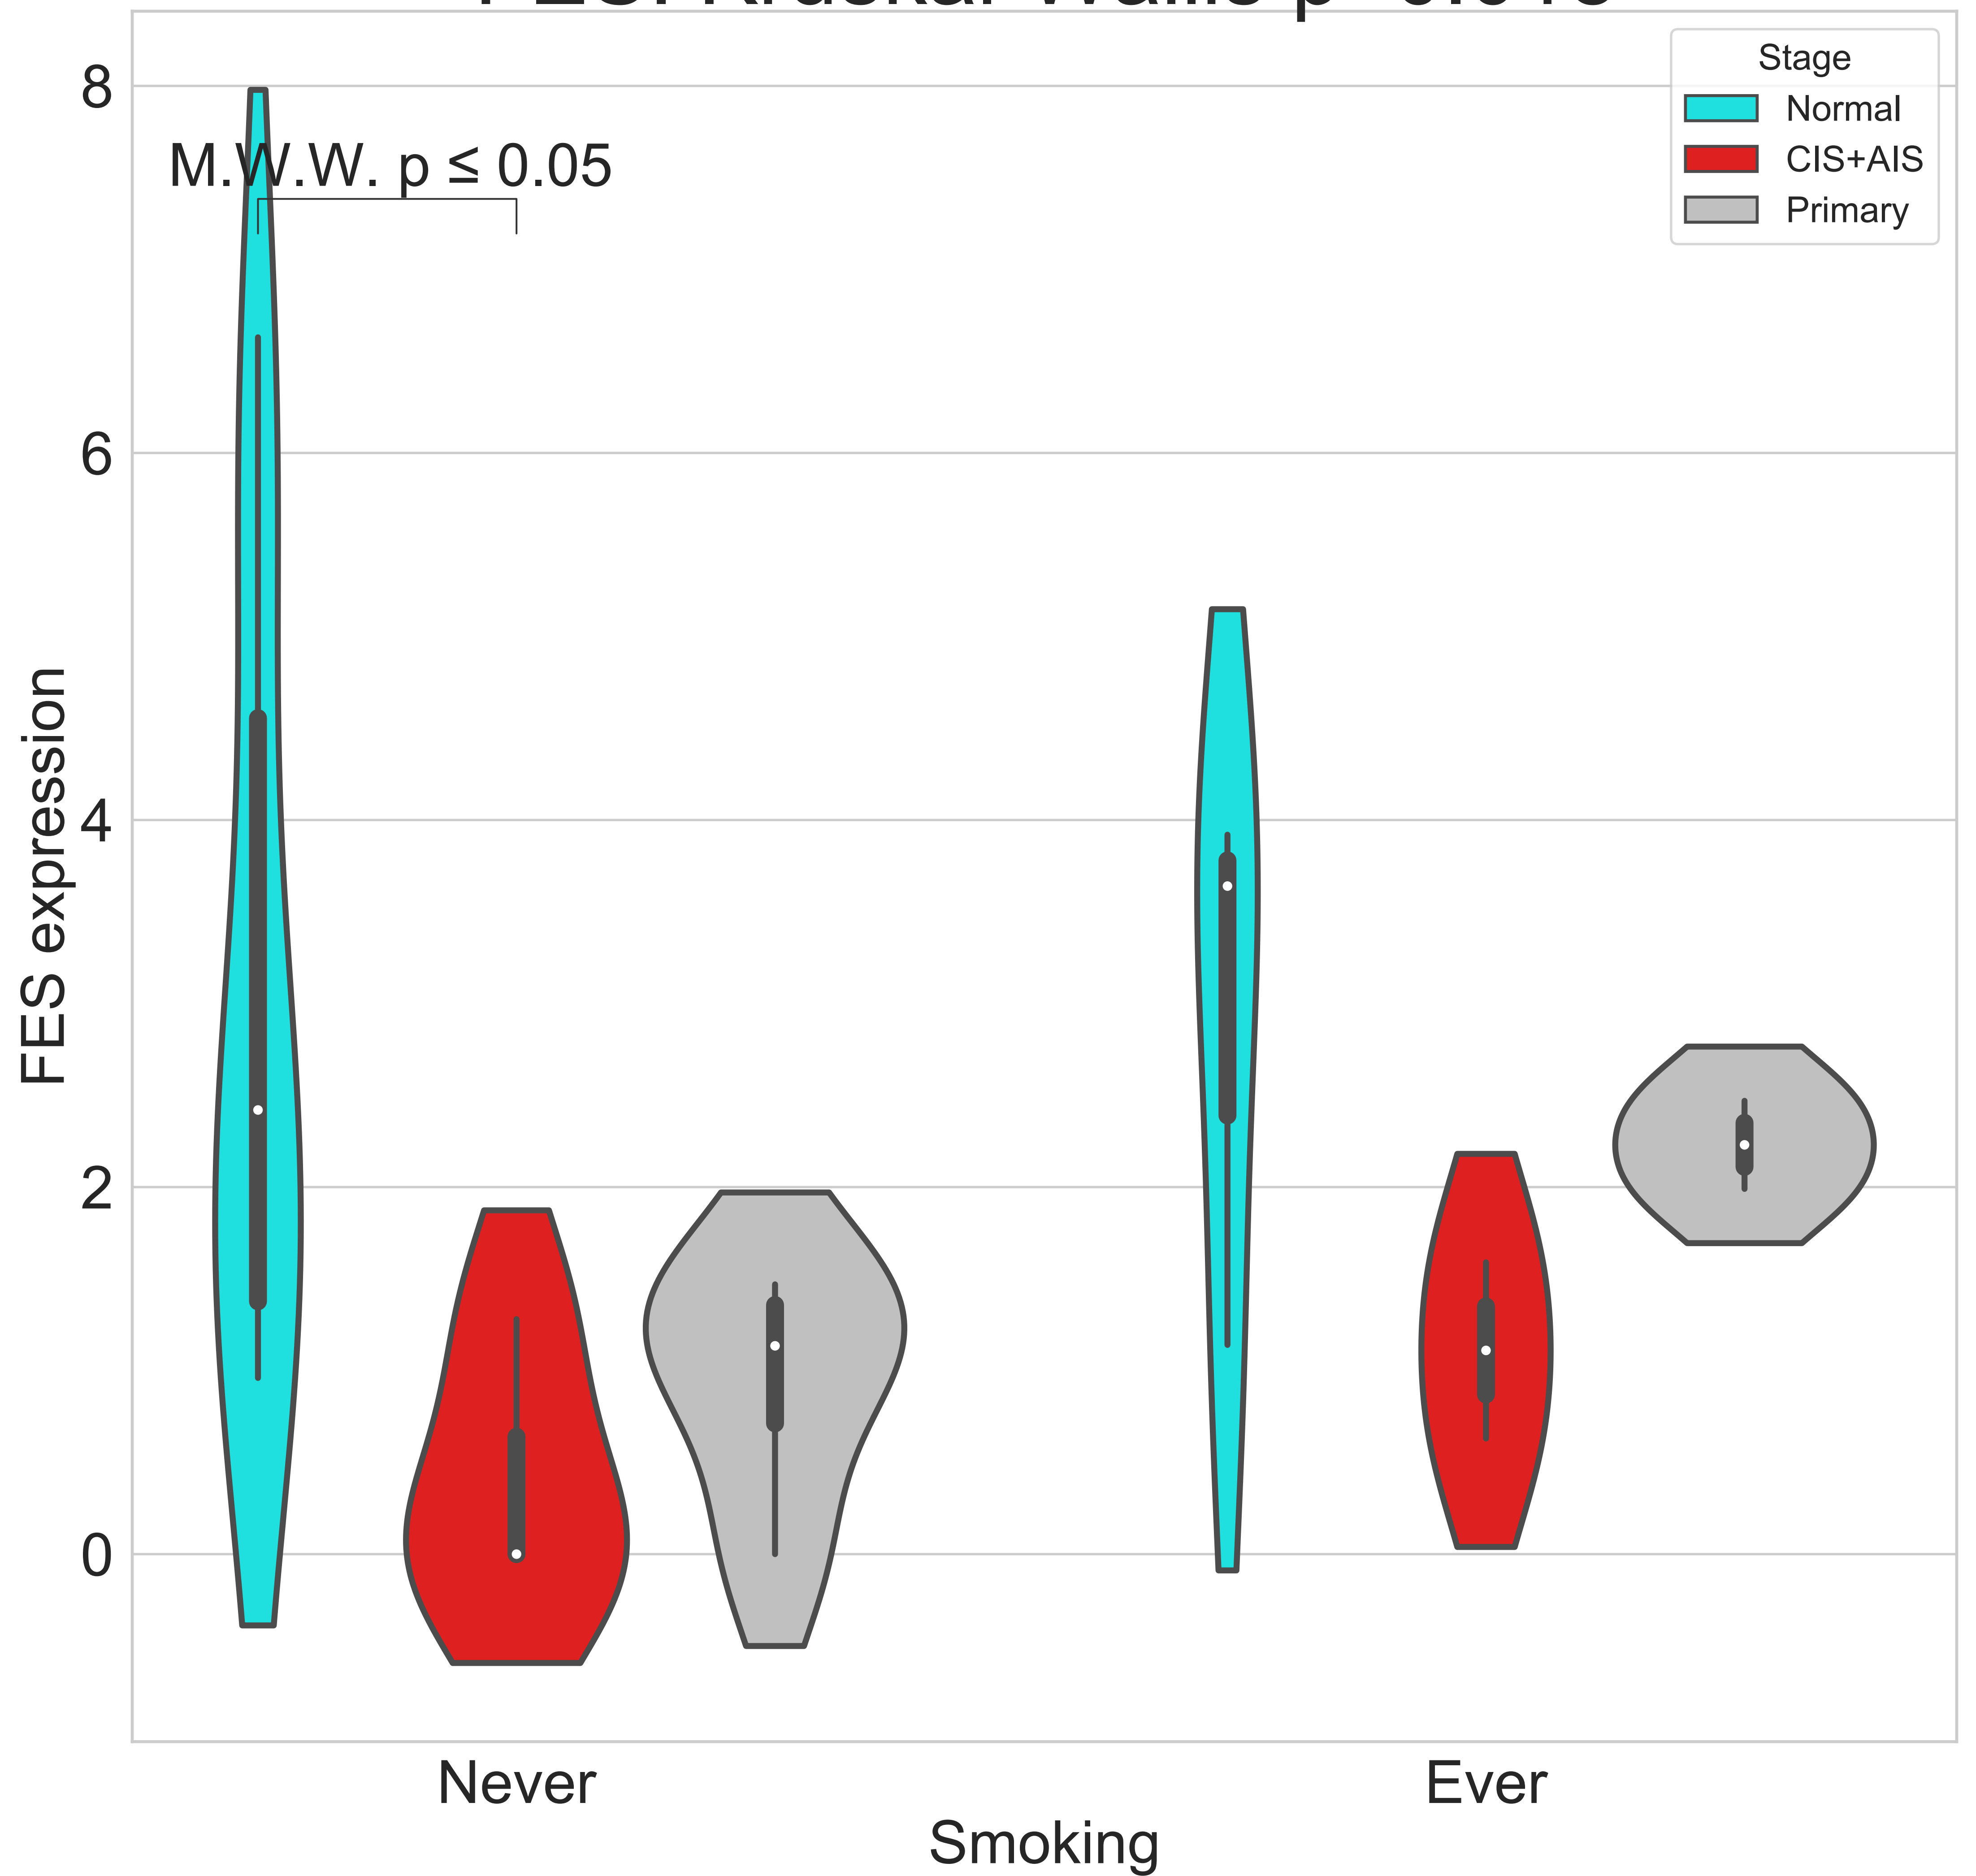 Stage
Normal
CIS+AIS
Primary
M.W.W. p ≤ 0.05
8
6
4
2
0
FES expression
Never
Ever
Smoking